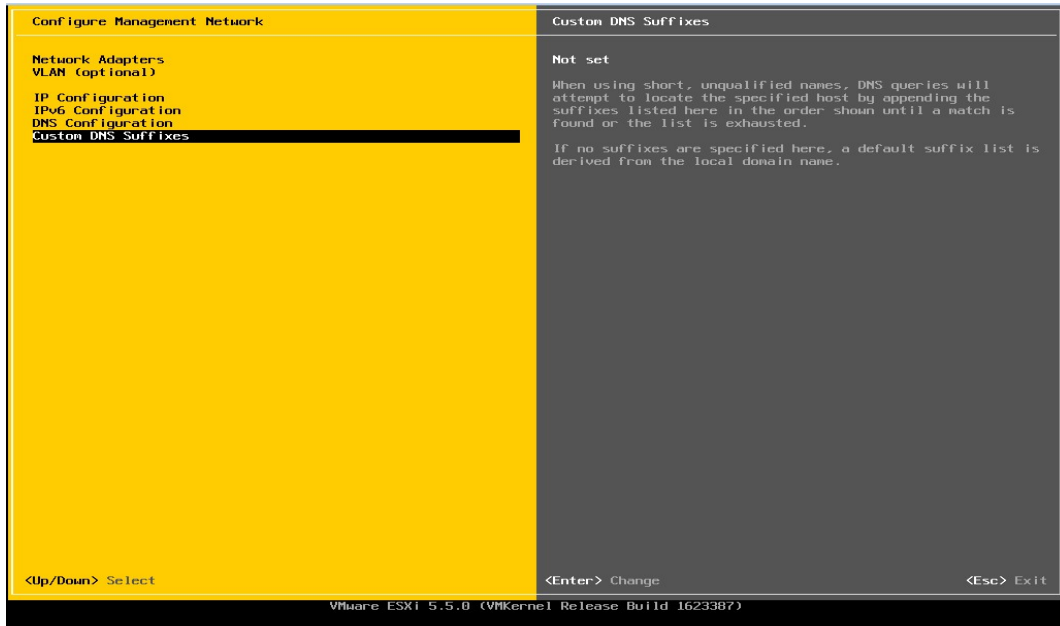 Configure Management Network
Custom DNS Suffixes
Network Adapters
VLAN (optional)
IP Configuration
IPv6 Configuration
DNS Configuration
Custom DNS Suffixes
Not set
When using short, unqualified names, DNS queries will
attempt to locate the specified host by appending the
suffixes listed here in the order shown until a match is
found or the list is exhausted.
If no suffixes are specified here, a default suffix list is
derived from the local domain name.
<Up/Down> Select
<Enter> Change
<Esc> Exit
VMware ESXi 5.5.0 (VMKernel Release Build 1623387)